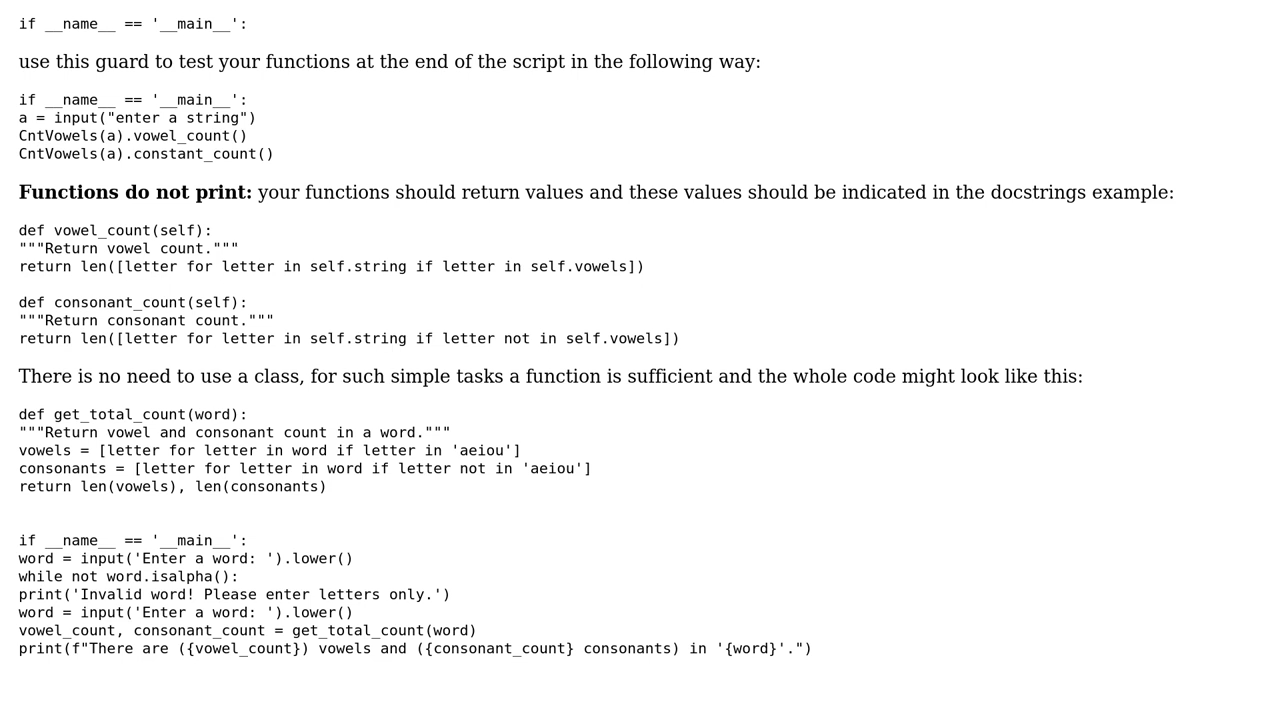 if __name__ == '__main__':
use this guard to test your functions at the end of the script in the following way:
if __name__ == '__main__':
a = input("enter a string")
CntVowels(a).vowel_count()
CntVowels(a).constant_count()
Functions do not print: your functions should return values and these values should be indicated in the docstrings example:
def vowel_count(self):
"""Return vowel count."""
return len([letter for letter in self.string if letter in self.vowels])
def consonant_count(self):
"""Return consonant count."""
return len([letter for letter in self.string if letter not in self.vowels])
There is no need to use a class, for such simple tasks a function is sufficient and the whole code might look like this:
def get_total_count(word):
"""Return vowel and consonant count in a word."""
vowels = [letter for letter in word if letter in 'aeiou']
consonants = [letter for letter in word if letter not in 'aeiou']
return len(vowels), len(consonants)
if __name__ == '__main__':
word = input('Enter a word: ').lower()
while not word.isalpha():
print('Invalid word! Please enter letters only.')
word = input('Enter a word: ').lower()
vowel_count, consonant_count = get_total_count(word)
print(f"There are ({vowel_count}) vowels and ({consonant_count} consonants) in '{word}'.")